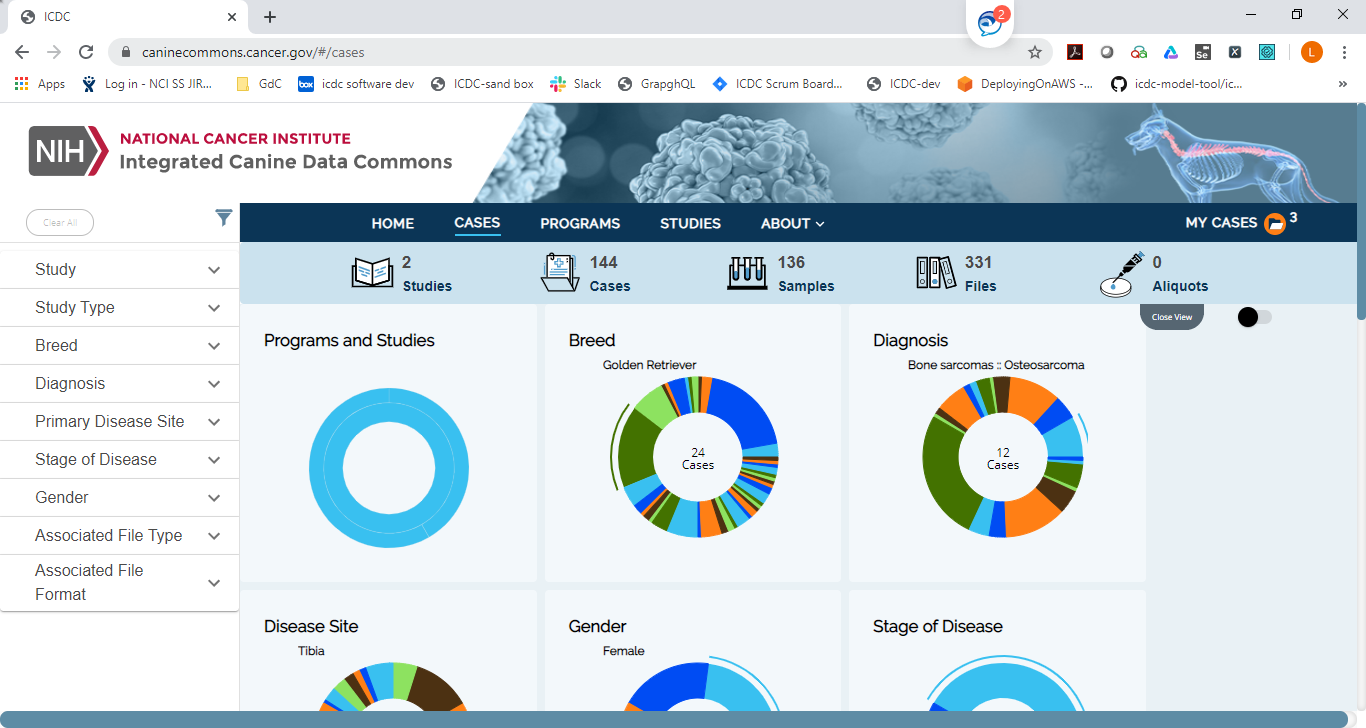 ICDC
2
caninecommons.cancer.gov/#/cases
Se
X
L
Apps
Log in - NCI SS JIR...
GdC
box
icdc software dev
ICDC-sand box
Slack
GrapghQL
ICDC Scrum Board...
ICDC-dev
DeployingOnAWS -...
icdc-model-tool/ic...
»
NIH
NATIONAL CANCER INSTITUTE
Integrated Canine Data Commons
Clear All
HOME
CASES
PROGRAMS
STUDIES
ABOUT
MY CASES
3
2
Studies
144
Cases
136
Samples
331
Files
0
Aliquots
Close View
Study
Study Type
Breed
Diagnosis
Primary Disease Site
Stage of Disease
Gender
Associated File Type
Associated File
Format
Programs and Studies
Breed
Golden Retriever
24
Cases
Diagnosis
Bone sarcomas :: Osteosarcoma
12
Cases
Disease Site
Tibia
Gender
Female
Stage of Disease